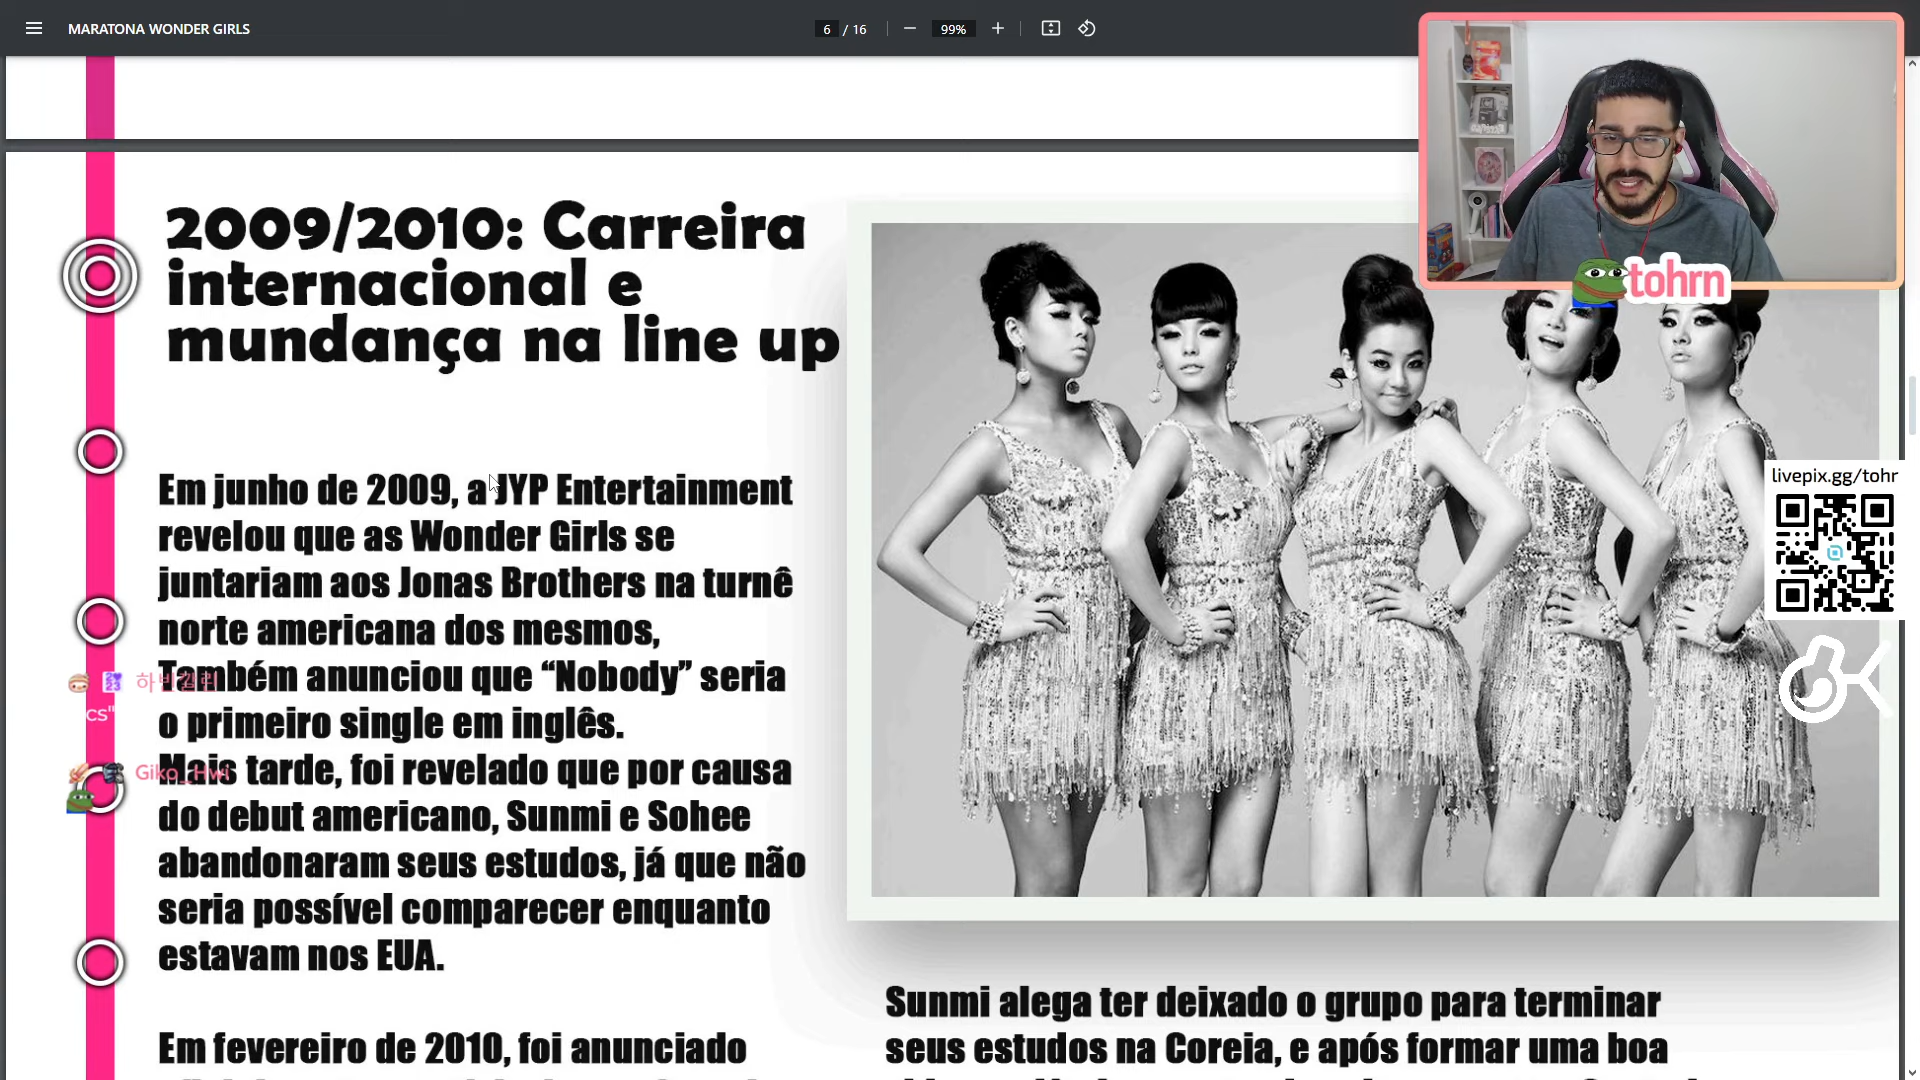 MARATONA WONDER GIRLS
6 / 16
99%
2009/2010: Carreira
internacional e
mundança na line up
Em junho de 2009, a JYP Entertainment
revelou que as Wonder Girls se
juntariam aos Jonas Brothers na turnê
norte americana dos mesmos,
Também anunciou que “Nobody” seria
o primeiro single em inglês.
Mais tarde, foi revelado que por causa
do debut americano, Sunmi e Sohee
abandonaram seus estudos, já que não
seria possível comparecer enquanto
estavam nos EUA.
Em fevereiro de 2010, foi anunciado
cs"
Giko_Hwi
tohrn
livepix.gg/tohr
OK
Sunmi alega ter deixado o grupo para terminar
seus estudos na Coreia, e após formar uma boa